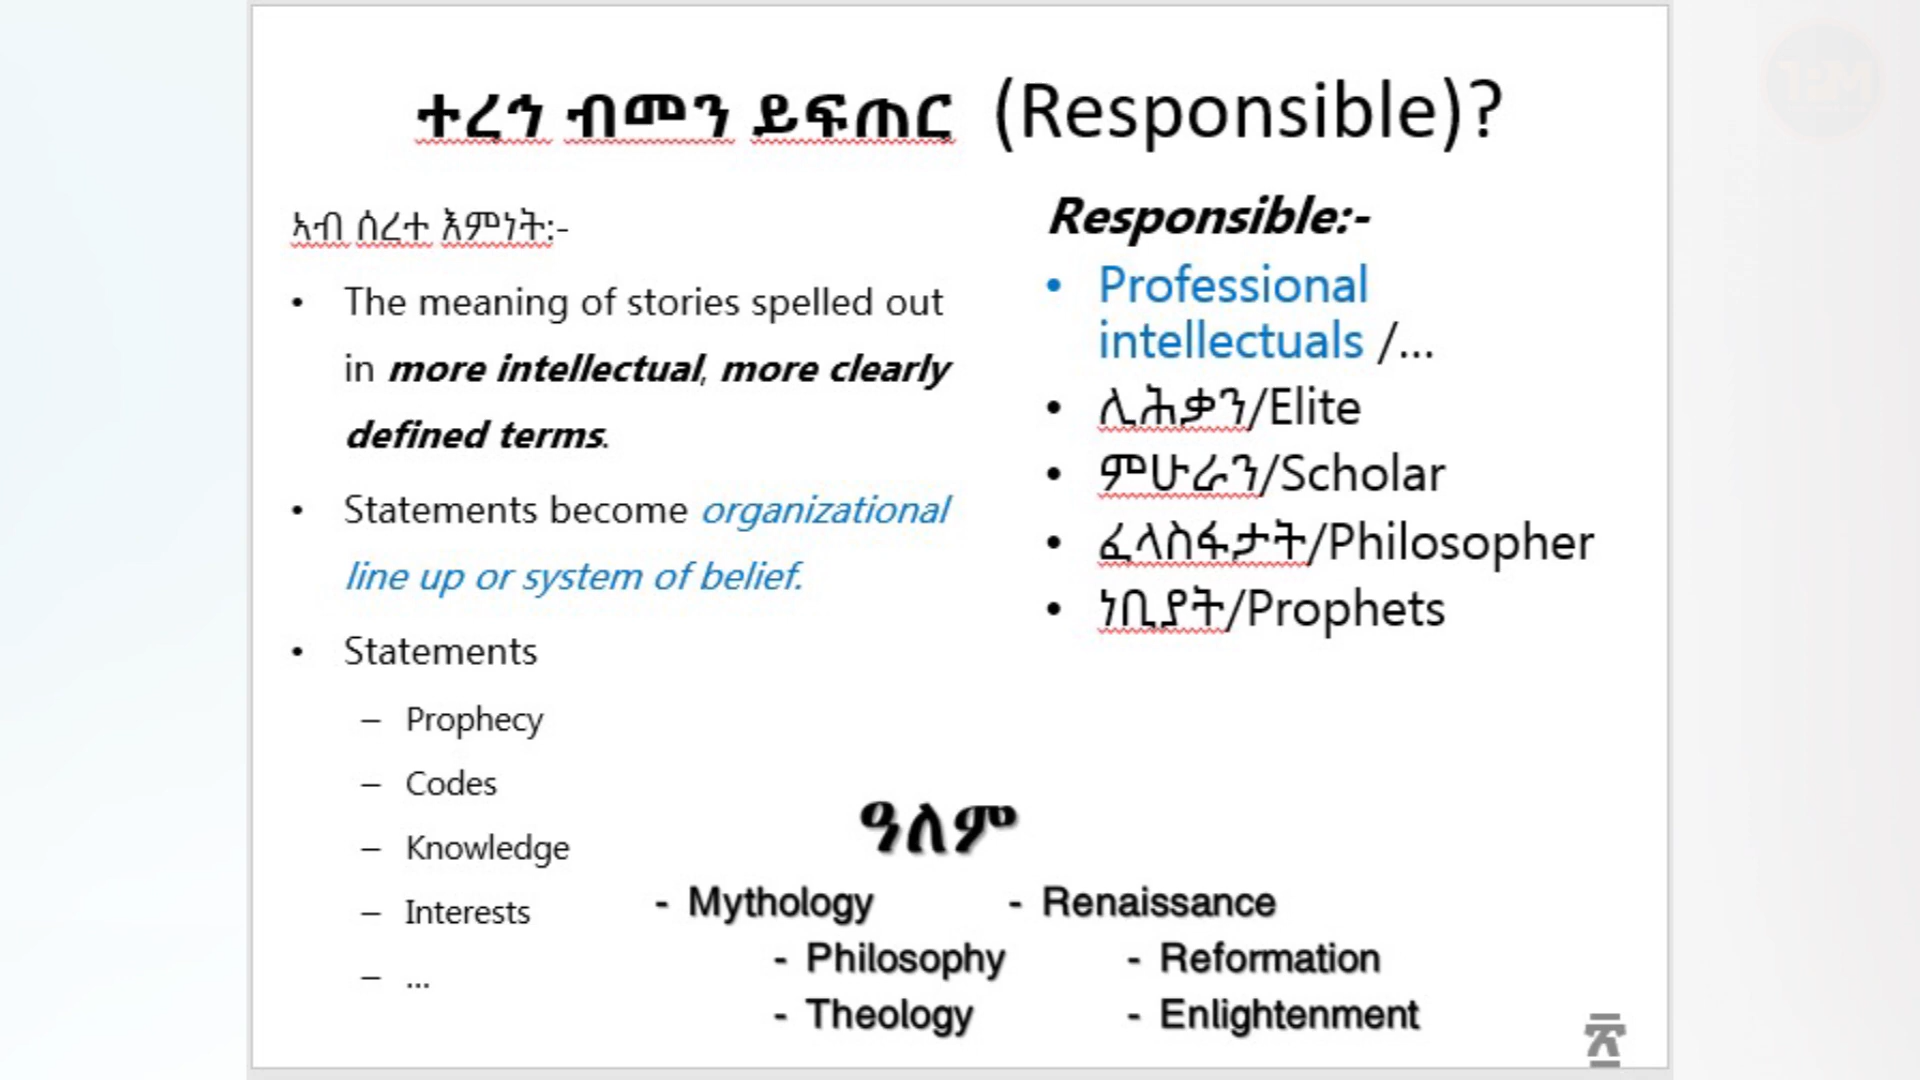 ተረኅ ብመን ይፍጠር (Responsible)?
ኣብ ሰረተ እምነት:-
• The meaning of stories spelled out
in more intellectual, more clearly
defined terms.
• Statements become organizational
line up or system of belief.
• Statements
– Prophecy
– Codes
– Knowledge
– Interests
– ...
Responsible:-
• Professional
intellectuals /...
• ሊሕቃን/Elite
• ምሁራን/Scholar
• ፈላስፋታት/Philosopher
• ነቢያት/Prophets
ዓለም
- Mythology
- Philosophy
- Theology
- Renaissance
- Reformation
- Enlightenment